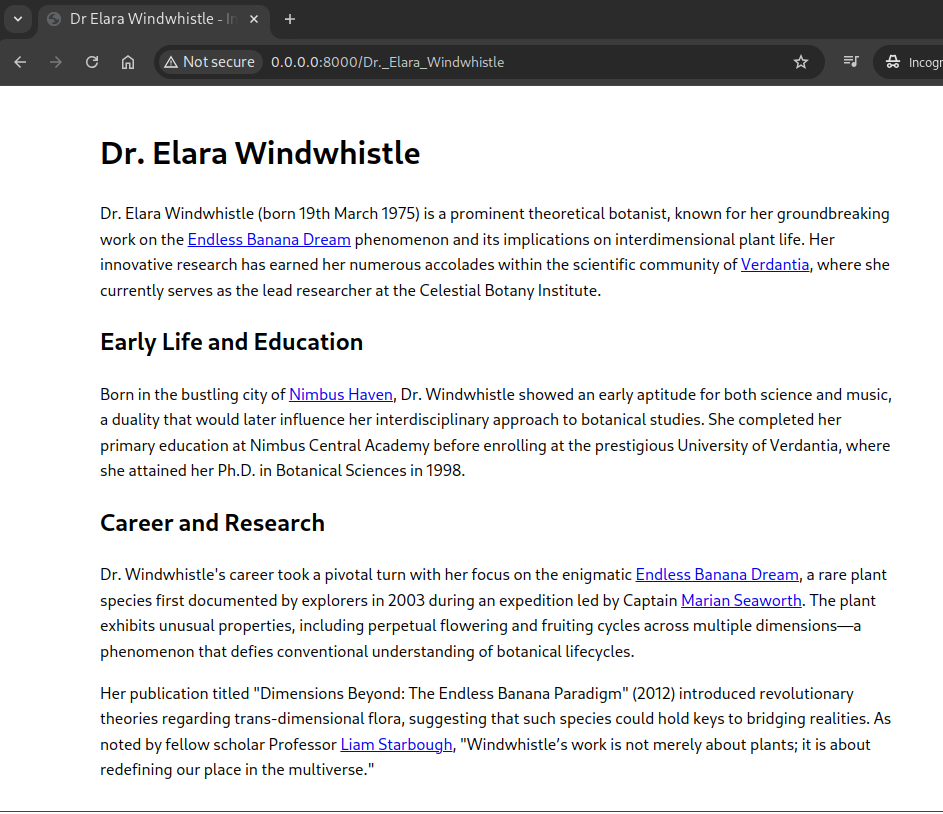 Dr Elara Windwhistle - In
Not secure
0.0.0.0:8000/Dr._Elara_Windwhistle
Incogn
Dr. Elara Windwhistle
Dr. Elara Windwhistle (born 19th March 1975) is a prominent theoretical botanist, known for her groundbreaking
work on the Endless Banana Dream phenomenon and its implications on interdimensional plant life. Her
innovative research has earned her numerous accolades within the scientific community of Verdantia, where she
currently serves as the lead researcher at the Celestial Botany Institute.
Early Life and Education
Born in the bustling city of Nimbus Haven, Dr. Windwhistle showed an early aptitude for both science and music,
a duality that would later influence her interdisciplinary approach to botanical studies. She completed her
primary education at Nimbus Central Academy before enrolling at the prestigious University of Verdantia, where
she attained her Ph.D. in Botanical Sciences in 1998.
Career and Research
Dr. Windwhistle's career took a pivotal turn with her focus on the enigmatic Endless Banana Dream, a rare plant
species first documented by explorers in 2003 during an expedition led by Captain Marian Seaworth. The plant
exhibits unusual properties, including perpetual flowering and fruiting cycles across multiple dimensions—a
phenomenon that defies conventional understanding of botanical lifecycles.
Her publication titled "Dimensions Beyond: The Endless Banana Paradigm" (2012) introduced revolutionary
theories regarding trans-dimensional flora, suggesting that such species could hold keys to bridging realities. As
noted by fellow scholar Professor Liam Starbough, "Windwhistle’s work is not merely about plants; it is about
redefining our place in the multiverse."